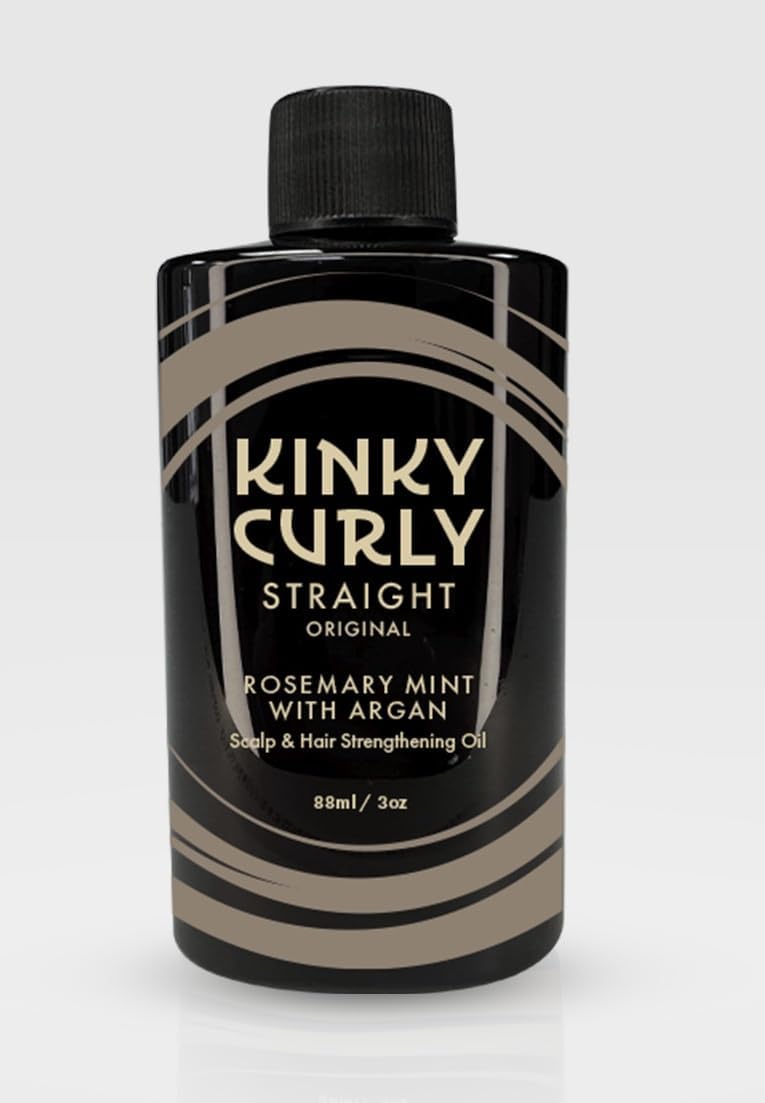 KINKY
CURLY
STRAIGHT
ORIGINAL
ROSEMARY MINT
WITH ARGAN
Scalp & Hair Strengthening Oil
88ml / 3oz